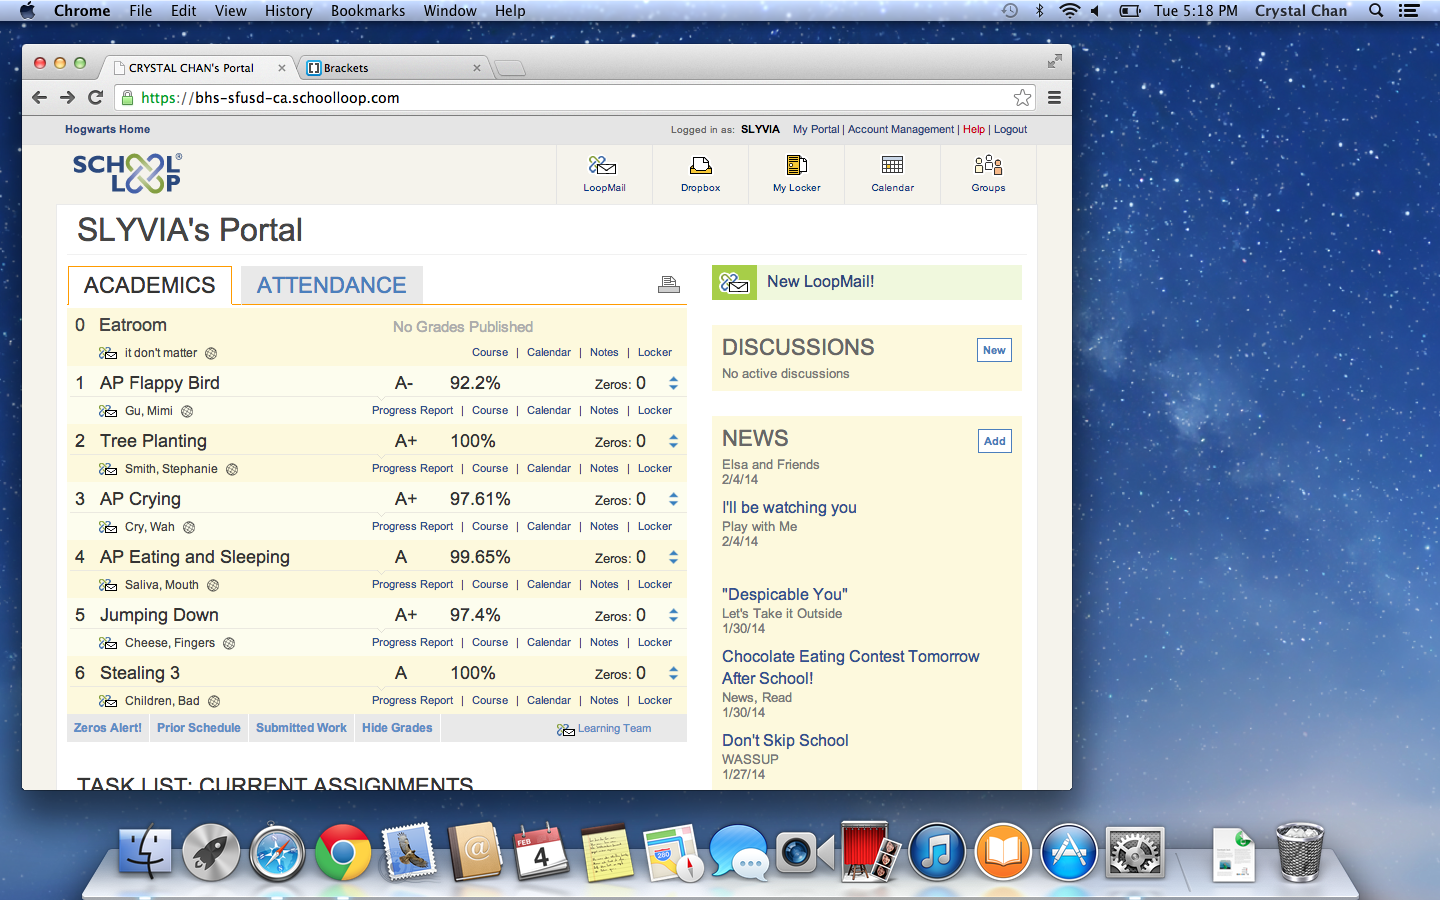 Chrome File Edit View History Bookmarks Window Help Tue 5:18 PM Crystal Chan
CRYSTAL CHAN's Portal Brackets
https://bhs-sfusd-ca.schoolloop.com
Hogwarts Home Logged in as: SLYVIA My Portal | Account Management | Help | Logout
SCHOOL LOOP®
LoopMail Dropbox My Locker Calendar Groups
SLYVIA's Portal
ACADEMICS ATTENDANCE
0 Eatroom No Grades Published
it don't matter Course | Calendar | Notes | Locker
1 AP Flappy Bird A- 92.2% Zeros: 0
Gu, Mimi Progress Report | Course | Calendar | Notes | Locker
2 Tree Planting A+ 100% Zeros: 0
Smith, Stephanie Progress Report | Course | Calendar | Notes | Locker
3 AP Crying A+ 97.61% Zeros: 0
Cry, Wah Progress Report | Course | Calendar | Notes | Locker
4 AP Eating and Sleeping A 99.65% Zeros: 0
Saliva, Mouth Progress Report | Course | Calendar | Notes | Locker
5 Jumping Down A+ 97.4% Zeros: 0
Cheese, Fingers Progress Report | Course | Calendar | Notes | Locker
6 Stealing 3 A 100% Zeros: 0
Children, Bad Progress Report | Course | Calendar | Notes | Locker
Zeros Alert! Prior Schedule Submitted Work Hide Grades Learning Team
TASK LIST: CURRENT ASSIGNMENTS
New LoopMail!
DISCUSSIONS New
No active discussions
NEWS Add
Elsa and Friends
2/4/14
I'll be watching you
Play with Me
2/4/14
"Despicable You"
Let's Take it Outside
1/30/14
Chocolate Eating Contest Tomorrow
After School!
News, Read
1/30/14
Don't Skip School
WASSUP
1/27/14
FEB
4
280